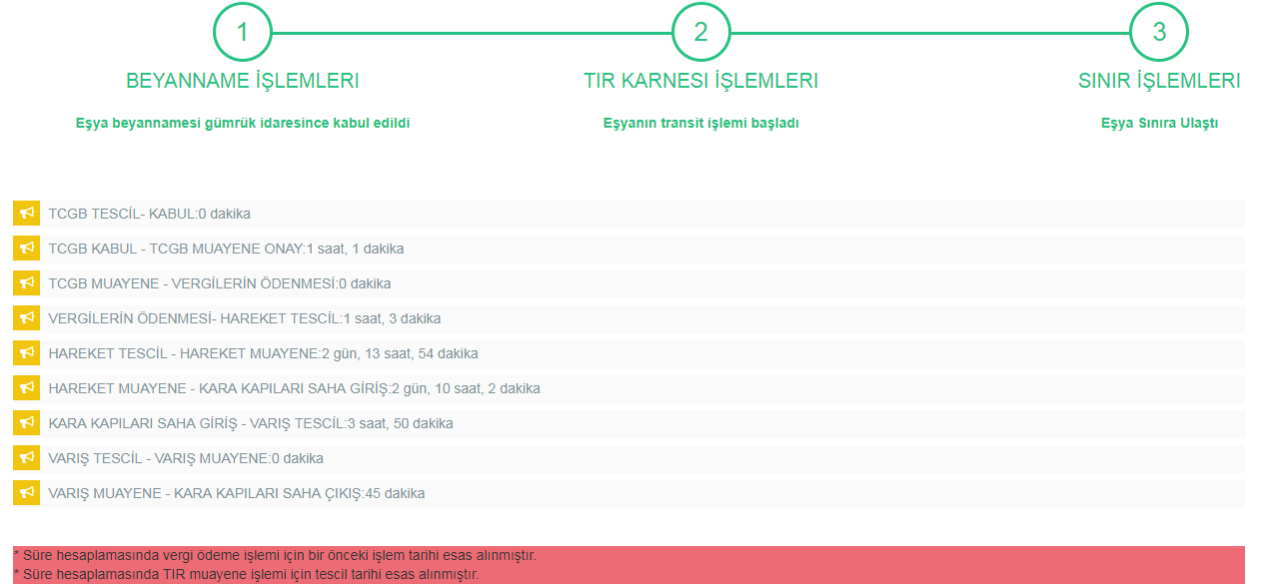 1
2
3
BEYANNAME İŞLEMLERI
TIR KARNESI İŞLEMLERI
SINIR İŞLEMLERI
Eşya beyannamesi gümrük idaresince kabul edildi
Eşyanın transit işlemi başladı
Eşya Sınıra Ulaştı
TCGB TESCİL- KABUL:0 dakika
TCGB KABUL - TCGB MUAYENE ONAY:1 saat, 1 dakika
TCGB MUAYENE - VERGİLERİN ÖDENMESİ:0 dakika
VERGİLERİN ÖDENMESİ- HAREKET TESCİL:1 saat, 3 dakika
HAREKET TESCİL - HAREKET MUAYENE:2 gün, 13 saat, 54 dakika
HAREKET MUAYENE - KARA KAPILARI SAHA GİRİŞ:2 gün, 10 saat, 2 dakika
KARA KAPILARI SAHA GİRİŞ - VARIŞ TESCİL:3 saat, 50 dakika
VARIŞ TESCİL - VARIŞ MUAYENE:0 dakika
VARIŞ MUAYENE - KARA KAPILARI SAHA ÇIKIŞ:45 dakika
* Süre hesaplamasında vergi ödeme işlemi için bir önceki işlem tarihi esas alınmıştır.
* Süre hesaplamasında TIR muayene işlemi için tescil tarihi esas alınmıştır.